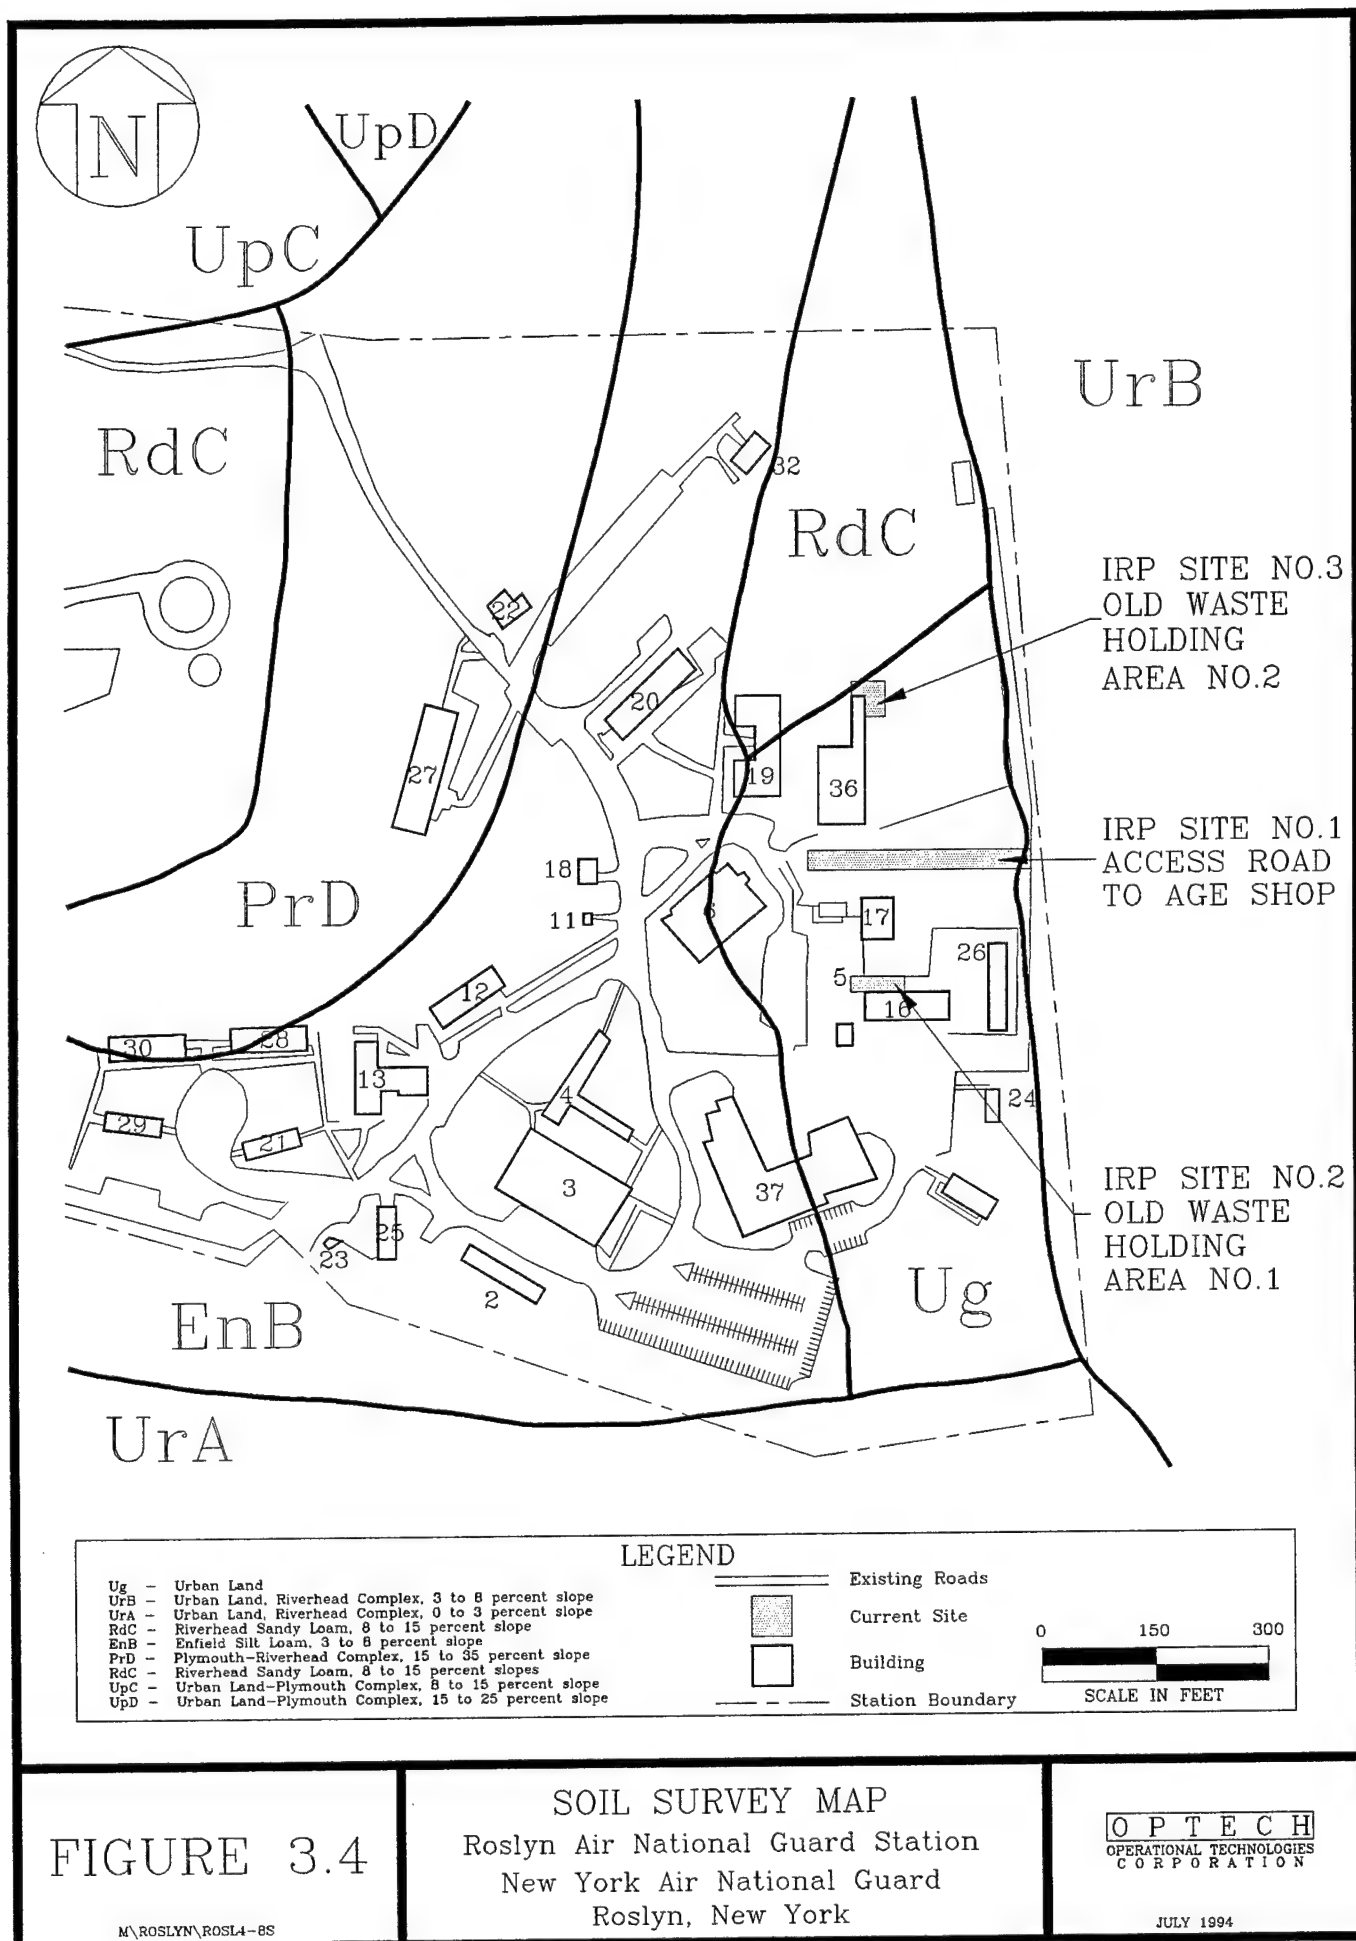 N
UpD
UpC
UrB
RdC
32
RdC
IRP SITE NO.3
OLD WASTE
HOLDING
AREA NO.2
22
20
27
19
36
IRP SITE NO.1
ACCESS ROAD
TO AGE SHOP
18
PrD
11
6
17
26
5
12
16
30
28
13
4
24
29
21
IRP SITE NO.2
OLD WASTE
HOLDING
AREA NO.1
3
37
25
23
2
Ug
EnB
UrA
LEGEND
Ug – Urban Land
UrB – Urban Land, Riverhead Complex, 3 to 8 percent slope
UrA – Urban Land, Riverhead Complex, 0 to 3 percent slope
RdC – Riverhead Sandy Loam, 8 to 15 percent slope
EnB – Enfield Silt Loam, 3 to 8 percent slope
PrD – Plymouth-Riverhead Complex, 15 to 35 percent slope
RdC – Riverhead Sandy Loam, 8 to 15 percent slopes
UpC – Urban Land-Plymouth Complex, 8 to 15 percent slope
UpD – Urban Land-Plymouth Complex, 15 to 25 percent slope
Existing Roads
Current Site
Building
Station Boundary
0 150 300
SCALE IN FEET
FIGURE 3.4
M\ROSLYN\ROSL4-8S
SOIL SURVEY MAP
Roslyn Air National Guard Station
New York Air National Guard
Roslyn, New York
OPTECH
OPERATIONAL TECHNOLOGIES
CORPORATION
JULY 1994